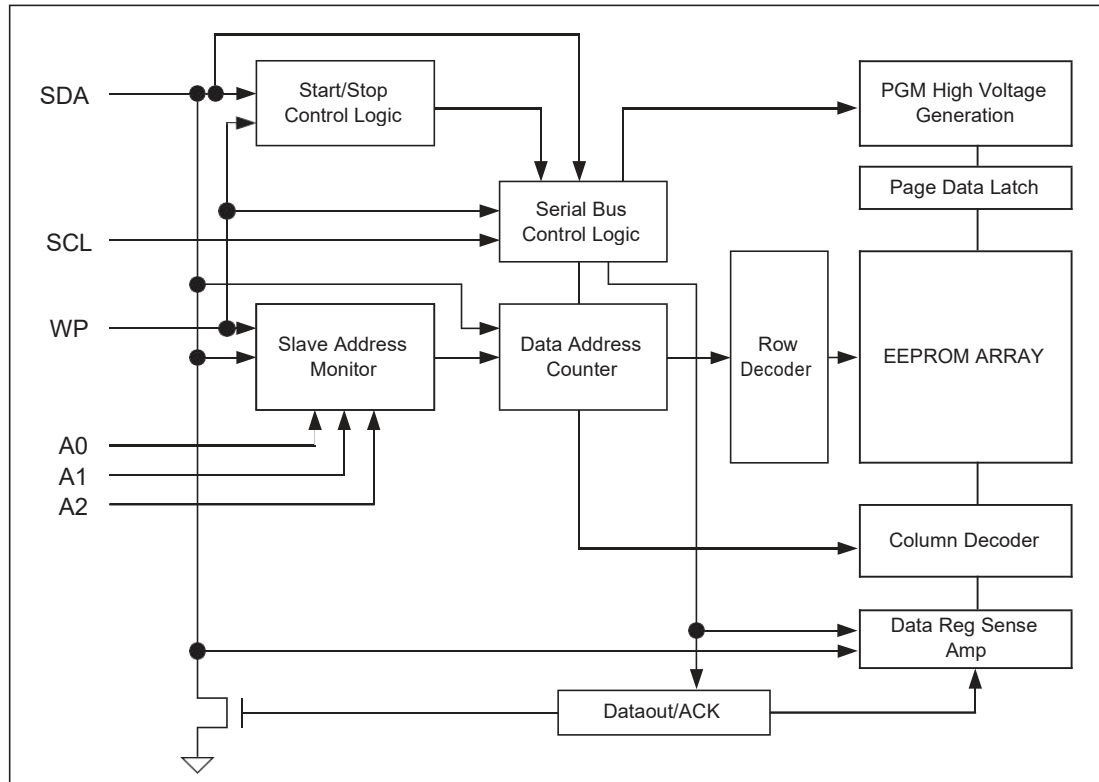 SDA
Start/Stop
Control Logic
PGM High Voltage
Generation
Page Data Latch
SCL
Serial Bus
Control Logic
WP
Slave Address
Monitor
Data Address
Counter
Row
Decoder
EEPROM ARRAY
A0
A1
A2
Column Decoder
Data Reg Sense
Amp
Dataout/ACK